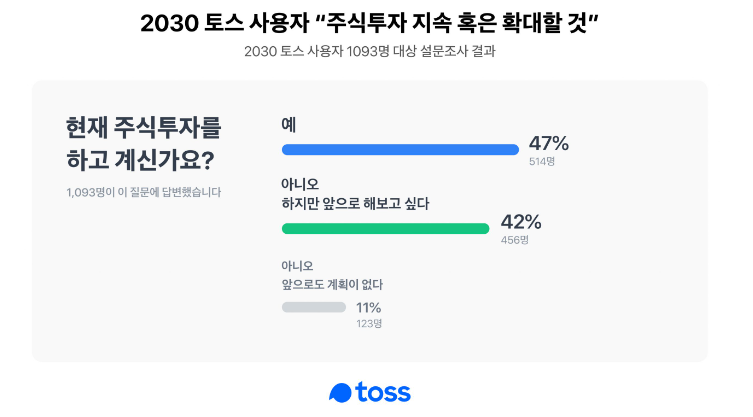 2030 토스 사용자 “주식투자 지속 혹은 확대할 것”
2030 토스 사용자 1093명 대상 설문조사 결과
현재 주식투자를
하고 계신가요?
1,093명이 이 질문에 답변했습니다
예
47%
514명
아니오
하지만 앞으로 해보고 싶다
42%
456명
아니오
앞으로도 계획이 없다
11%
123명
toss